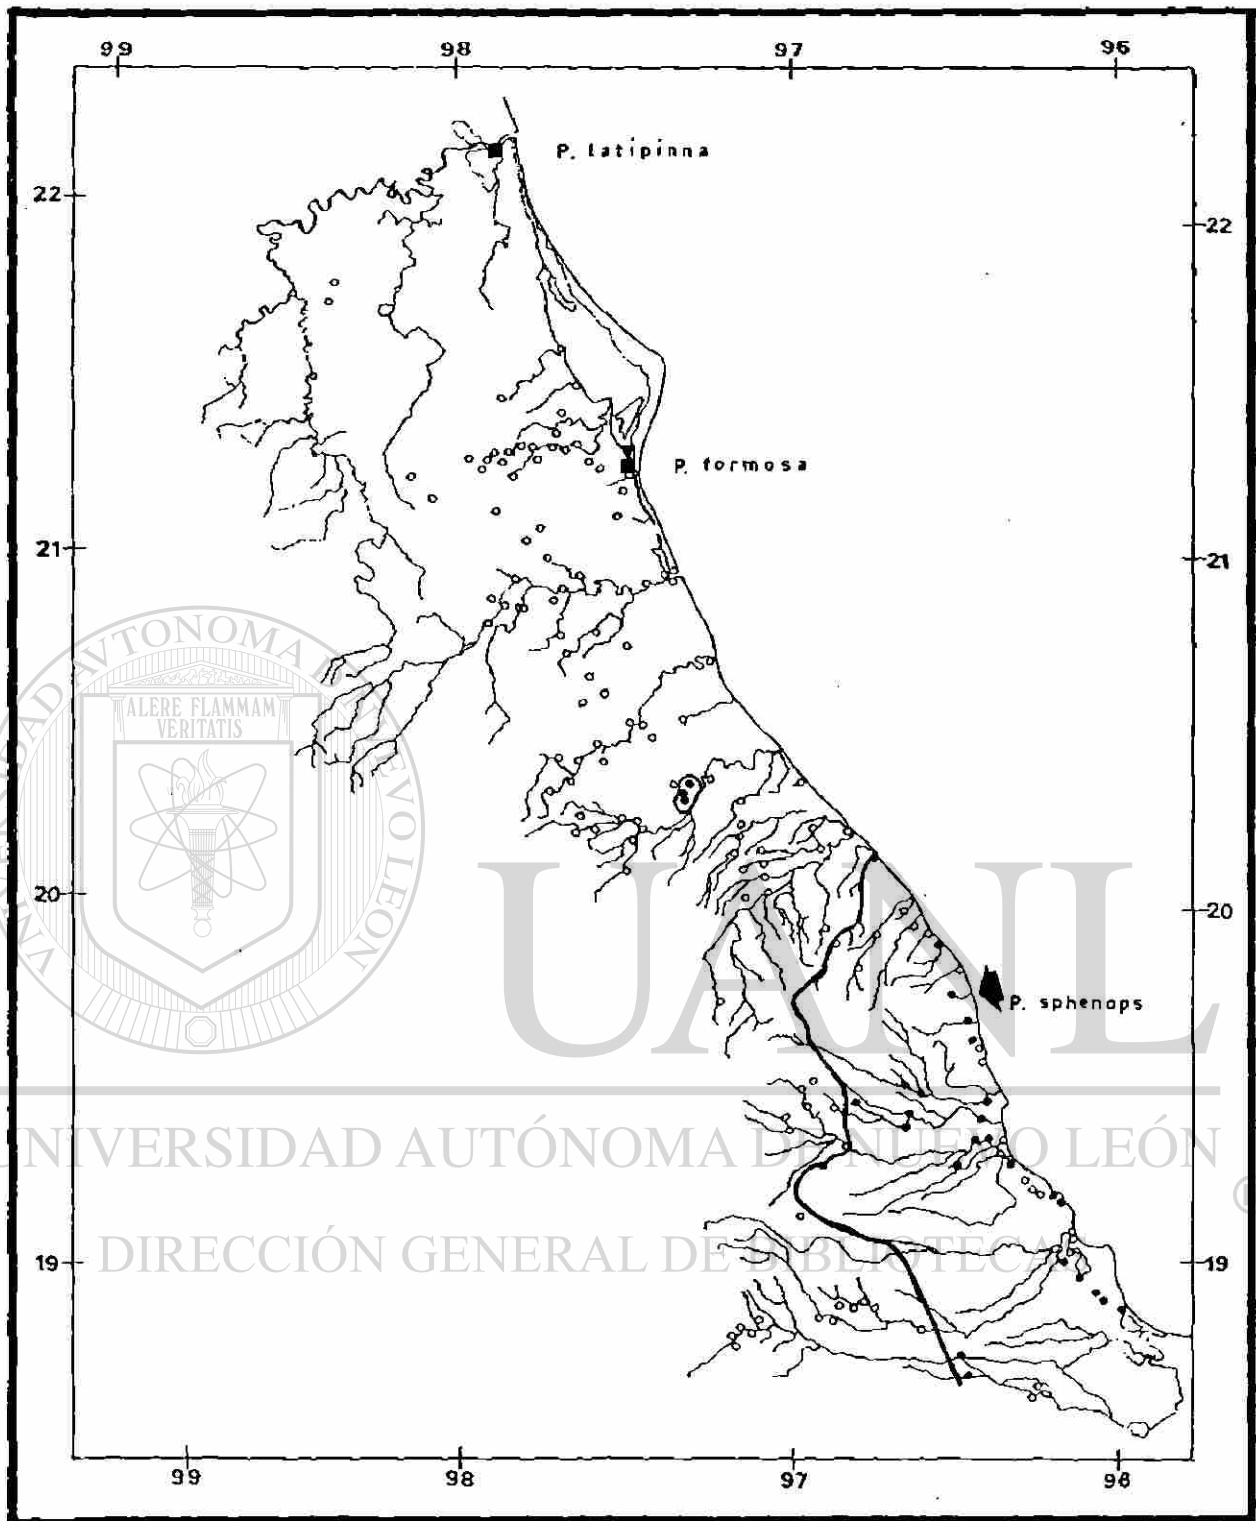 99 98 97 96
P. latipinna
22 22
P. formosa
21 21
20 20
P. sphenops
19 19
99 98 97 96
ALERE FLAMMAM
VERITATIS
UANL
UNIVERSIDAD AUTÓNOMA DE NUEVO LEÓN
DIRECCIÓN GENERAL DE BIBLIOTECAS